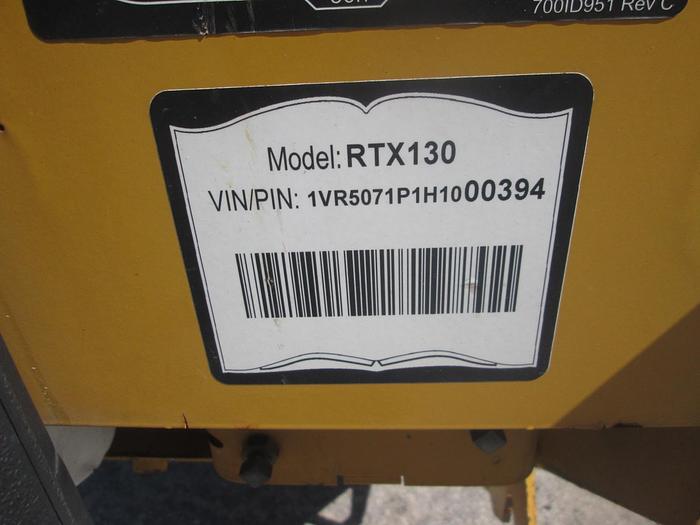 700ID951 Rev C
Model: RTX130
VIN/PIN: 1VR5071P1H1000394